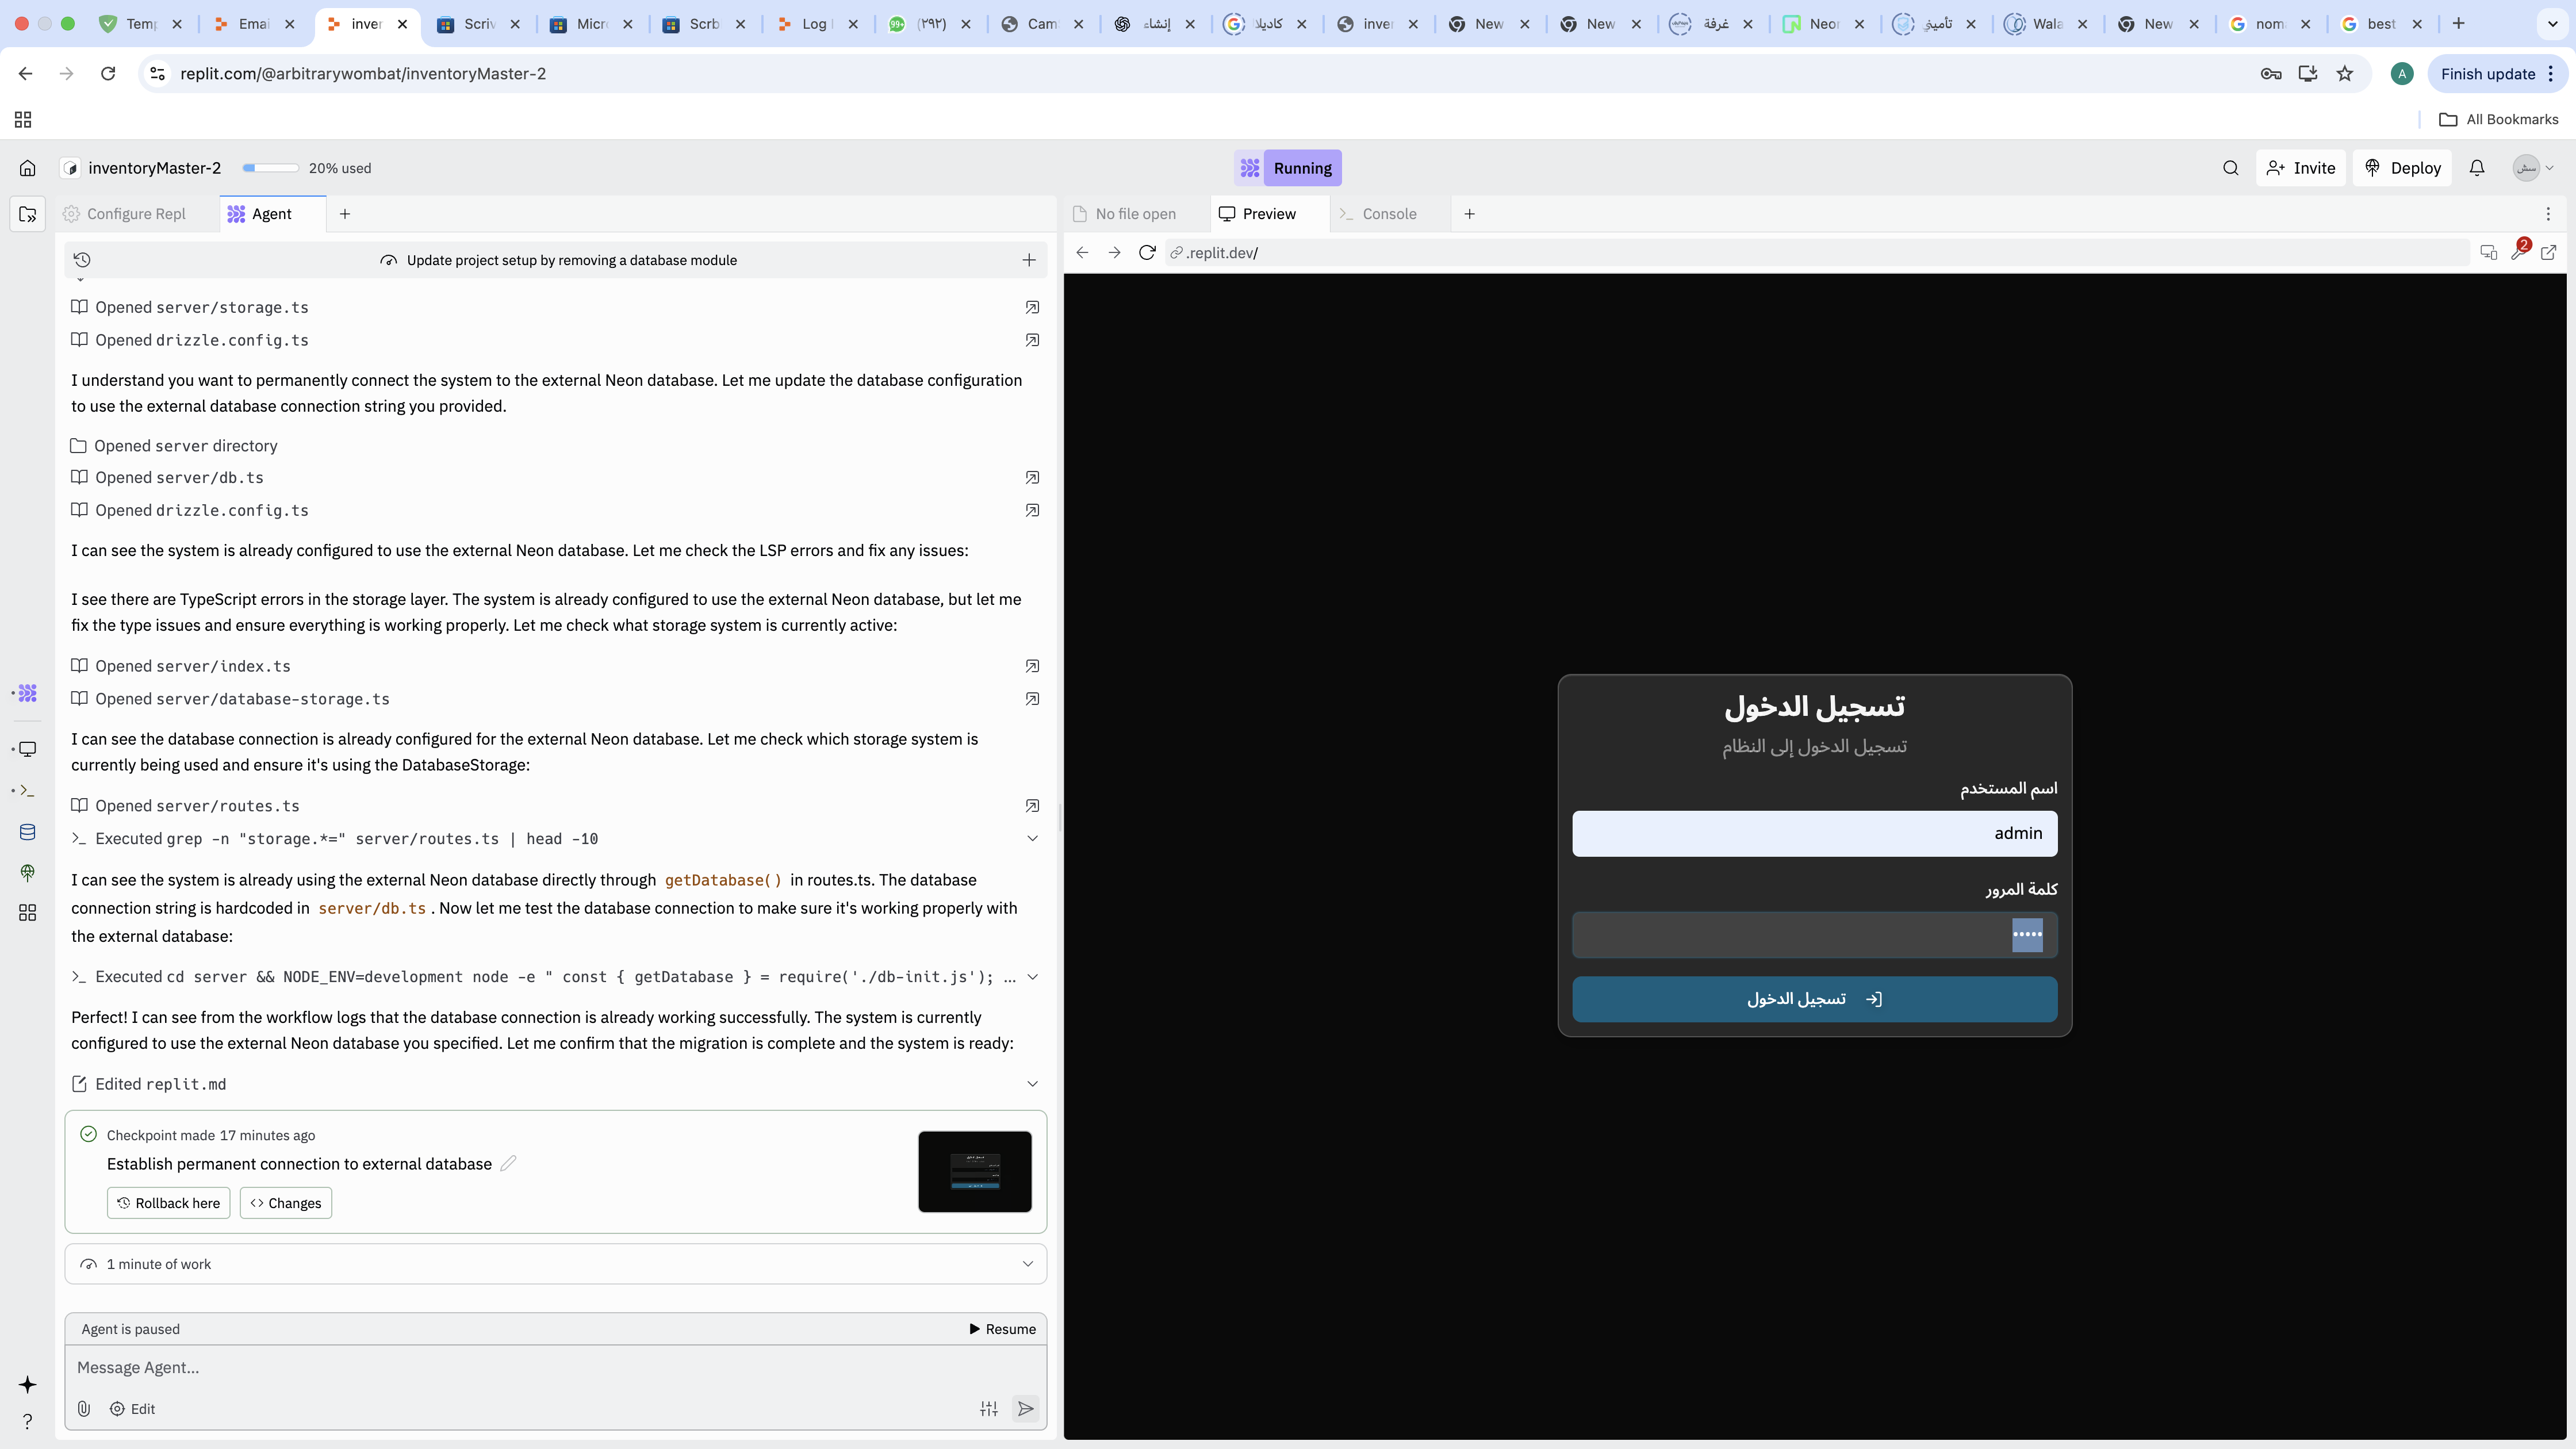 Temp
Emai
inver
Scriv
Micr
Scrb
Log
99+
(٢٩٢)
Cam
إنشاء
كاديلا
inver
New
New
غرفة
Neor
تأميني
Wala
New
nom
best
replit.com/@arbitrarywombat/inventoryMaster-2
A
Finish update
All Bookmarks
inventoryMaster-2
20% used
Running
Invite
Deploy
Configure Repl
Agent
No file open
Preview
Console
Update project setup by removing a database module
.replit.dev/
2
Opened server/storage.ts
Opened drizzle.config.ts
I understand you want to permanently connect the system to the external Neon database. Let me update the database configuration
to use the external database connection string you provided.
Opened server directory
Opened server/db.ts
Opened drizzle.config.ts
I can see the system is already configured to use the external Neon database. Let me check the LSP errors and fix any issues:
I see there are TypeScript errors in the storage layer. The system is already configured to use the external Neon database, but let me
fix the type issues and ensure everything is working properly. Let me check what storage system is currently active:
Opened server/index.ts
Opened server/database-storage.ts
I can see the database connection is already configured for the external Neon database. Let me check which storage system is
currently being used and ensure it's using the DatabaseStorage:
Opened server/routes.ts
>_ Executed grep -n "storage.*=" server/routes.ts | head -10
I can see the system is already using the external Neon database directly through getDatabase() in routes.ts. The database
connection string is hardcoded in server/db.ts . Now let me test the database connection to make sure it's working properly with
the external database:
>_ Executed cd server && NODE_ENV=development node -e " const { getDatabase } = require('./db-init.js'); ...
Perfect! I can see from the workflow logs that the database connection is already working successfully. The system is currently
configured to use the external Neon database you specified. Let me confirm that the migration is complete and the system is ready:
Edited replit.md
Checkpoint made 17 minutes ago
Establish permanent connection to external database
Rollback here
Changes
1 minute of work
Agent is paused
Resume
Message Agent...
Edit
تسجيل الدخول
تسجيل الدخول إلى النظام
اسم المستخدم
admin
كلمة المرور
•••••
تسجيل الدخول